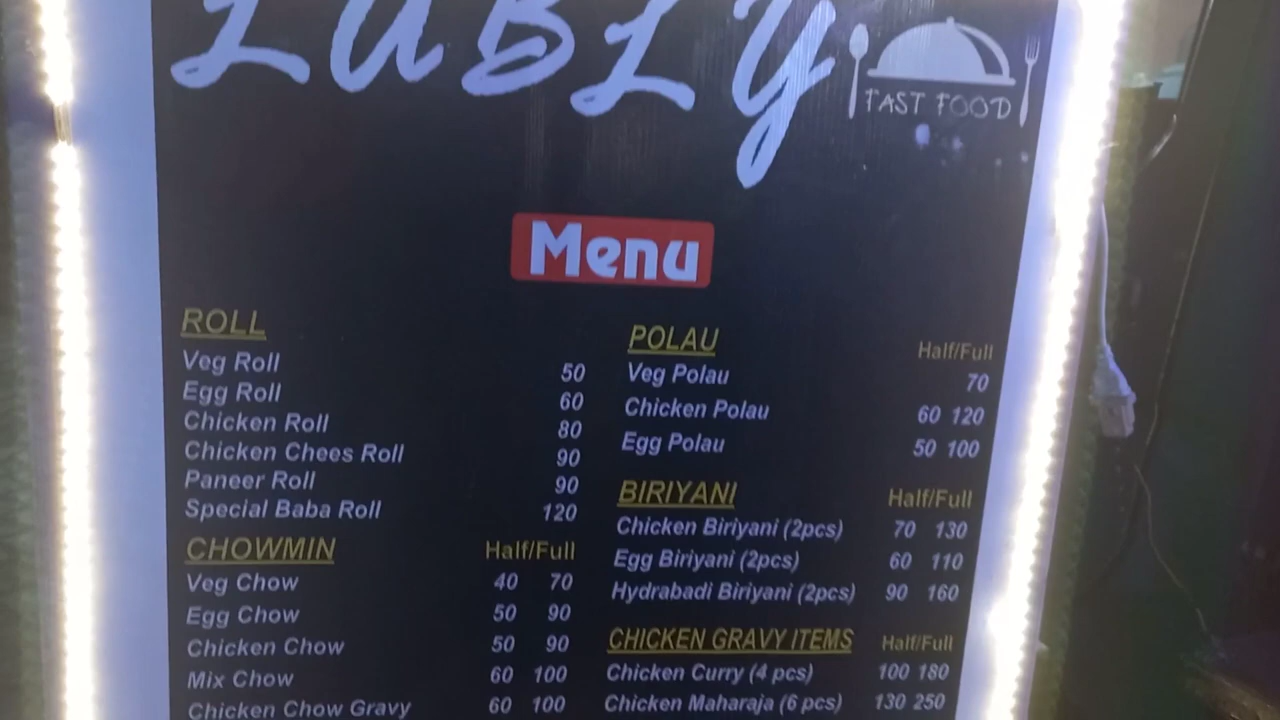 LUBLY
FAST FOOD
Menu
ROLL
Veg Roll 50
Egg Roll 60
Chicken Roll 80
Chicken Chees Roll 90
Paneer Roll 90
Special Baba Roll 120
CHOWMIN Half/Full
Veg Chow 40 70
Egg Chow 50 90
Chicken Chow 50 90
Mix Chow 60 100
Chicken Chow Gravy 60 100
POLAU Half/Full
Veg Polau 70
Chicken Polau 60 120
Egg Polau 50 100
BIRIYANI Half/Full
Chicken Biriyani (2pcs) 70 130
Egg Biriyani (2pcs) 60 110
Hydrabadi Biriyani (2pcs) 90 160
CHICKEN GRAVY ITEMS Half/Full
Chicken Curry (4 pcs) 100 180
Chicken Maharaja (6 pcs) 130 250